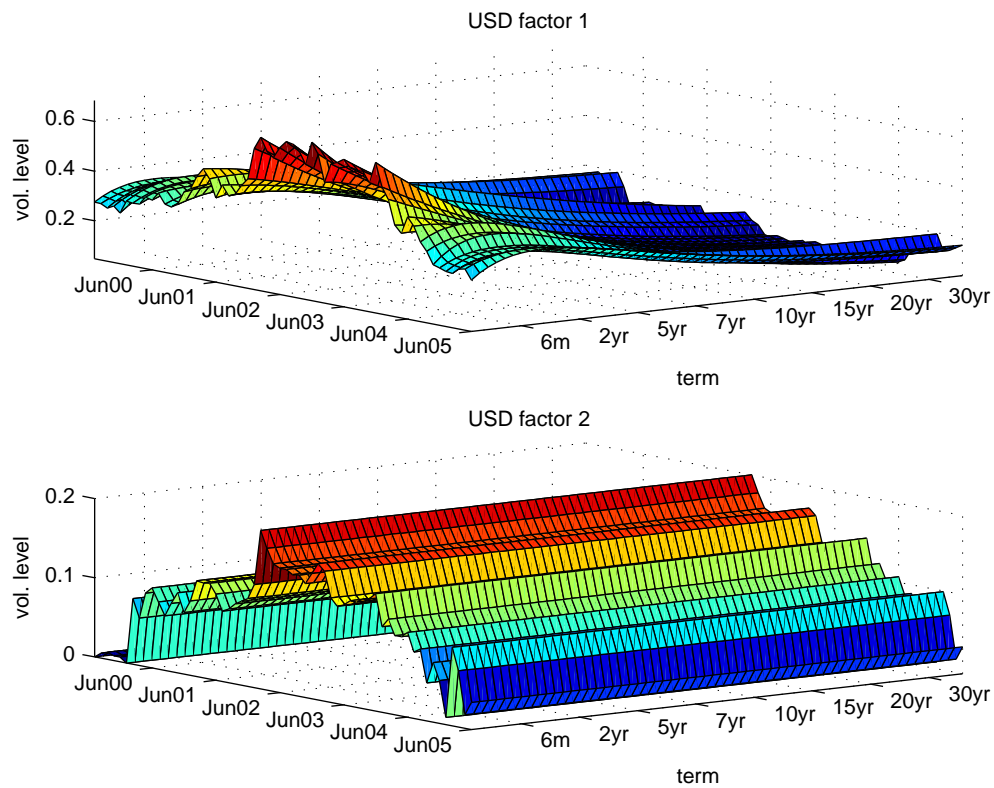 USD factor 1
0.6
0.4
0.2
vol. level
Jun00
Jun01
Jun02
Jun03
Jun04
Jun05
6m
2yr
5yr
7yr
10yr
15yr
20yr
30yr
term
USD factor 2
0.2
0.1
0
vol. level
Jun00
Jun01
Jun02
Jun03
Jun04
Jun05
6m
2yr
5yr
7yr
10yr
15yr
20yr
30yr
term